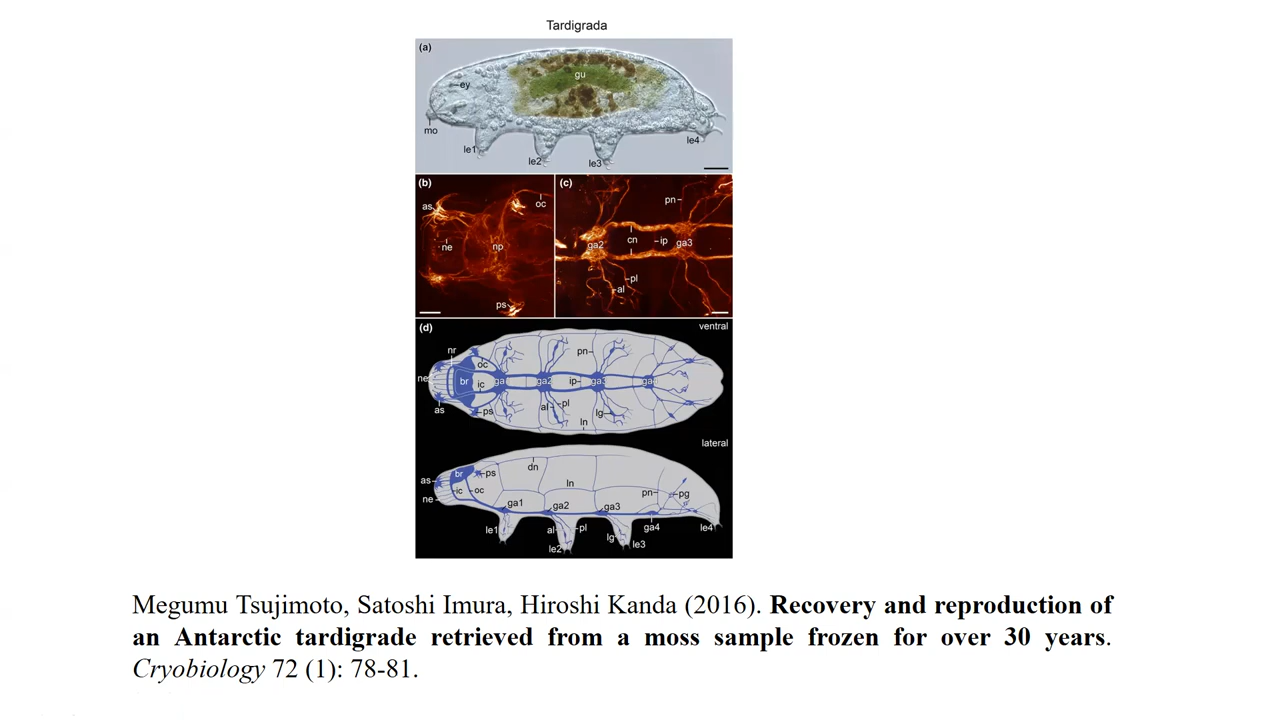 Tardigrada
(a)
gu
ey
mo
le1
le2
le3
le4
(b)
(c)
as
oc
ne
np
ps
pn
cn
ip
ga2
ga3
pl
al
(d)
ventral
nr
oc
pn
ne
br
ic
ga2
ip
ga3
as
ps
al
pl
lg
ln
lateral
br
ps
dn
as
ic
oc
ln
ne
pn
pg
ga1
ga2
ga3
le1
al
pl
lg
ga4
le4
le2
le3
Megumu Tsujimoto, Satoshi Imura, Hiroshi Kanda (2016). Recovery and reproduction of
an Antarctic tardigrade retrieved from a moss sample frozen for over 30 years.
Cryobiology 72 (1): 78-81.